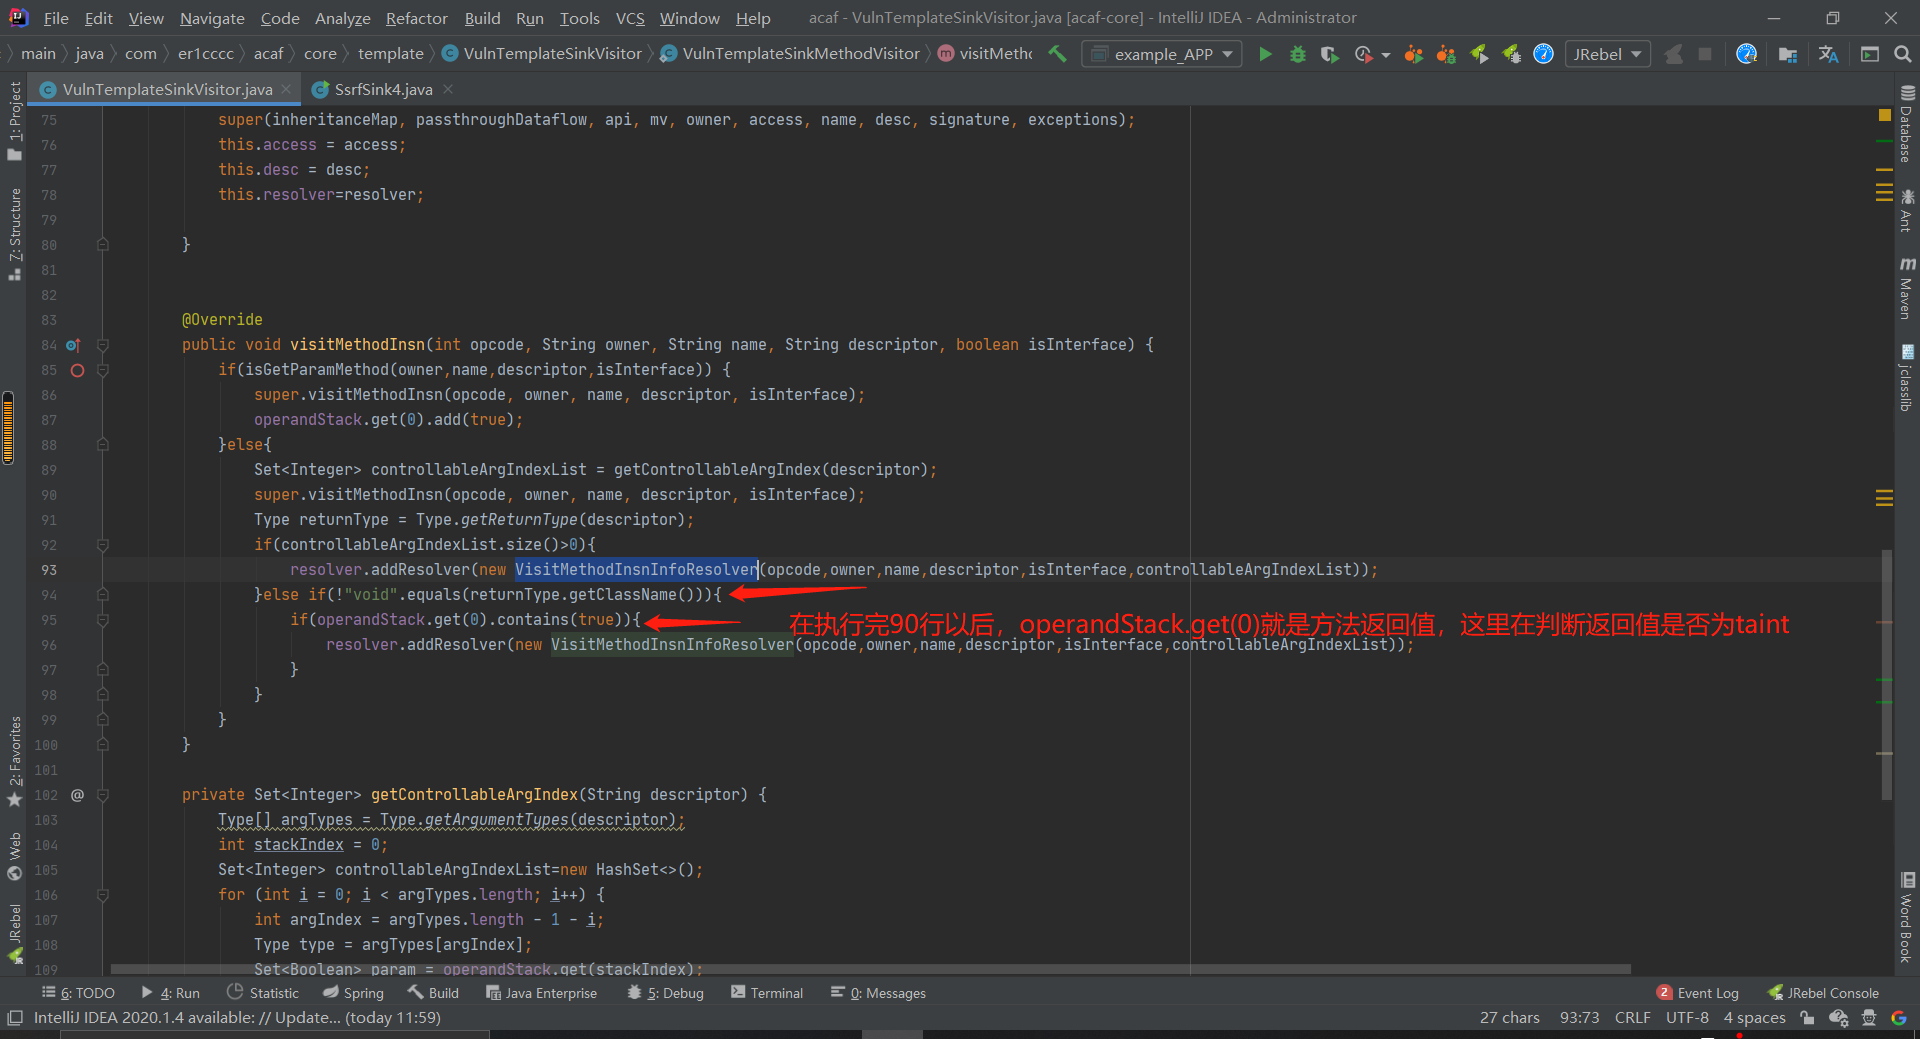 File Edit View Navigate Code Analyze Refactor Build Run Tools VCS Window Help acaf - VulnTemplateSinkVisitor.java [acaf-core] - IntelliJ IDEA - Administrator
main java com er1cccc acaf core template VulnTemplateSinkVisitor VulnTemplateSinkMethodVisitor visitMethc example_APP JRebel
VulnTemplateSinkVisitor.java SsrfSink4.java
75 super(inheritanceMap, passthroughDataflow, api, mv, owner, access, name, desc, signature, exceptions);
76 this.access = access;
77 this.desc = desc;
78 this.resolver=resolver;
79
80 }
81
82
83 @Override
84 public void visitMethodInsn(int opcode, String owner, String name, String descriptor, boolean isInterface) {
85 if(isGetParamMethod(owner,name,descriptor,isInterface)) {
86 super.visitMethodInsn(opcode, owner, name, descriptor, isInterface);
87 operandStack.get(0).add(true);
88 }else{
89 Set<Integer> controllableArgIndexList = getControllableArgIndex(descriptor);
90 super.visitMethodInsn(opcode, owner, name, descriptor, isInterface);
91 Type returnType = Type.getReturnType(descriptor);
92 if(controllableArgIndexList.size()>0){
93 resolver.addResolver(new VisitMethodInsnInfoResolver(opcode,owner,name,descriptor,isInterface,controllableArgIndexList));
94 }else if(!"void".equals(returnType.getClassName())){
95 if(operandStack.get(0).contains(true)){ 在执行完90行以后，operandStack.get(0)就是方法返回值，这里在判断返回值是否为taint
96 resolver.addResolver(new VisitMethodInsnInfoResolver(opcode,owner,name,descriptor,isInterface,controllableArgIndexList));
97 }
98 }
99 }
100 }
101
102 @ private Set<Integer> getControllableArgIndex(String descriptor) {
103 Type[] argTypes = Type.getArgumentTypes(descriptor);
104 int stackIndex = 0;
105 Set<Integer> controllableArgIndexList=new HashSet<>();
106 for (int i = 0; i < argTypes.length; i++) {
107 int argIndex = argTypes.length - 1 - i;
108 Type type = argTypes[argIndex];
109 Set<Boolean> param = operandStack.get(stackIndex);
1: Project
7: Structure
2: Favorites
Web
JRebel
Database
Ant
Maven
jclasslib
Word Book
6: TODO 4: Run Statistic Spring Build Java Enterprise 5: Debug Terminal 0: Messages 2 Event Log JRebel Console
IntelliJ IDEA 2020.1.4 available: // Update... (today 11:59) 27 chars 93:73 CRLF UTF-8 4 spaces